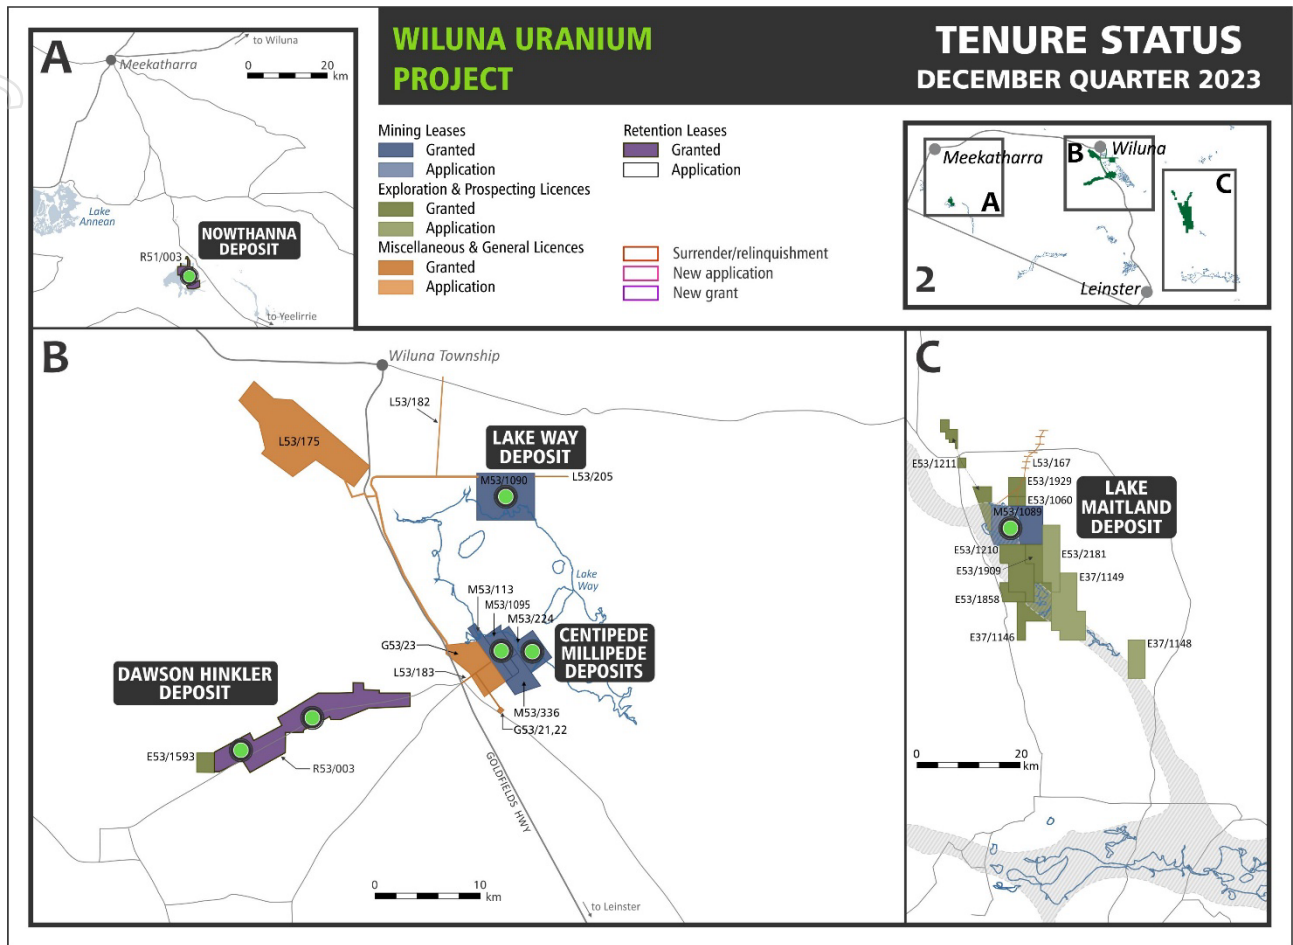 WILUNA URANIUM
PROJECT
TENURE STATUS
DECEMBER QUARTER 2023
A
to Wiluna
Meekatharra
0 20
km
Lake
Annean
NOWTHANNA
DEPOSIT
R51/003
to Yeelirrie
Mining Leases
Granted
Application
Exploration & Prospecting Licences
Granted
Application
Miscellaneous & General Licences
Granted
Application
Retention Leases
Granted
Application
Surrender/relinquishment
New application
New grant
Meekatharra
B
Wiluna
A
C
2
Leinster
B
Wiluna Township
L53/182
L53/175
LAKE WAY
DEPOSIT
M53/1090
L53/205
Lake
Way
M53/113
M53/1095
M53/224
G53/23
CENTIPEDE
MILLIPEDE
DEPOSITS
L53/183
DAWSON HINKLER
DEPOSIT
M53/336
G53/21,22
E53/1593
R53/003
GOLDFIELDS HWY
0 10
km
to Leinster
C
E53/1211
L53/167
E53/1929
E53/1060
M53/1089
LAKE
MAITLAND
DEPOSIT
E53/1210
E53/2181
E53/1909
E37/1149
E53/1858
E37/1146
E37/1148
0 20
km